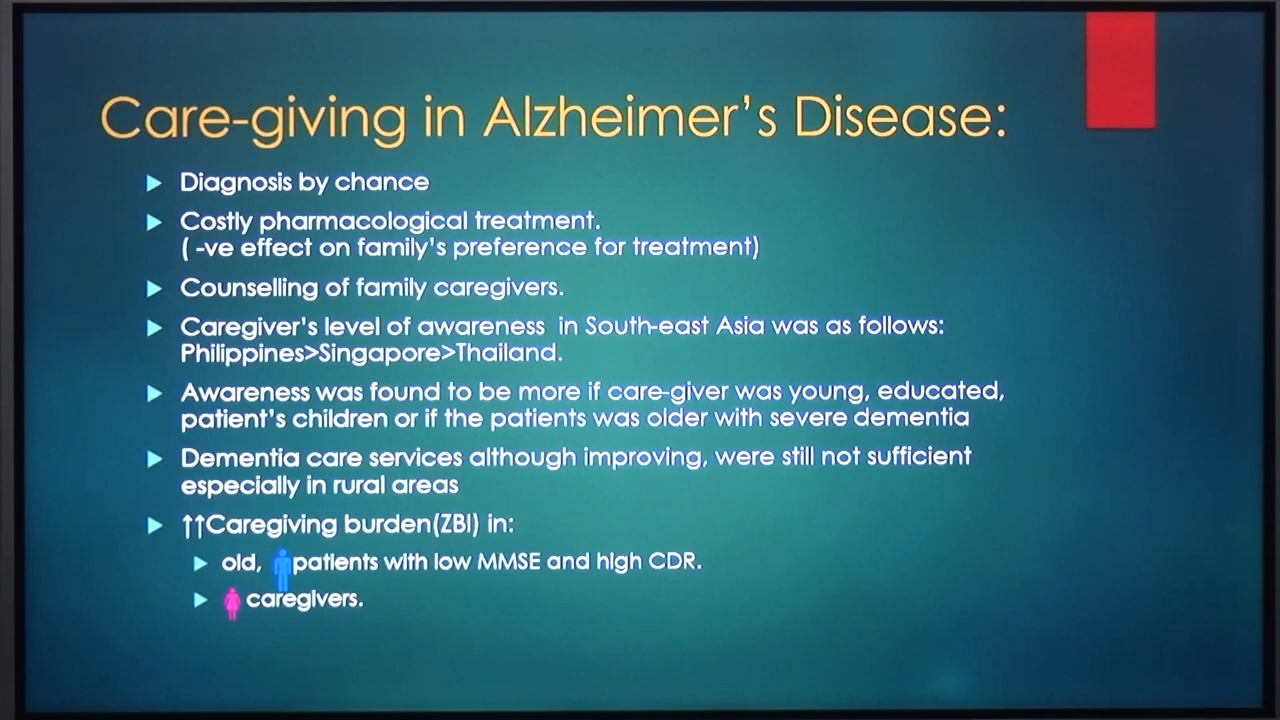 Care-giving in Alzheimer's Disease:
Diagnosis by chance
Costly pharmacological treatment.
( -ve effect on family's preference for treatment)
Counselling of family caregivers.
Caregiver's level of awareness in South-east Asia was as follows:
Philippines>Singapore>Thailand.
Awareness was found to be more if care-giver was young, educated,
patient's children or if the patients was older with severe dementia
Dementia care services although improving, were still not sufficient
especially in rural areas
↑↑Caregiving burden(ZBI) in:
old, patients with low MMSE and high CDR.
caregivers.